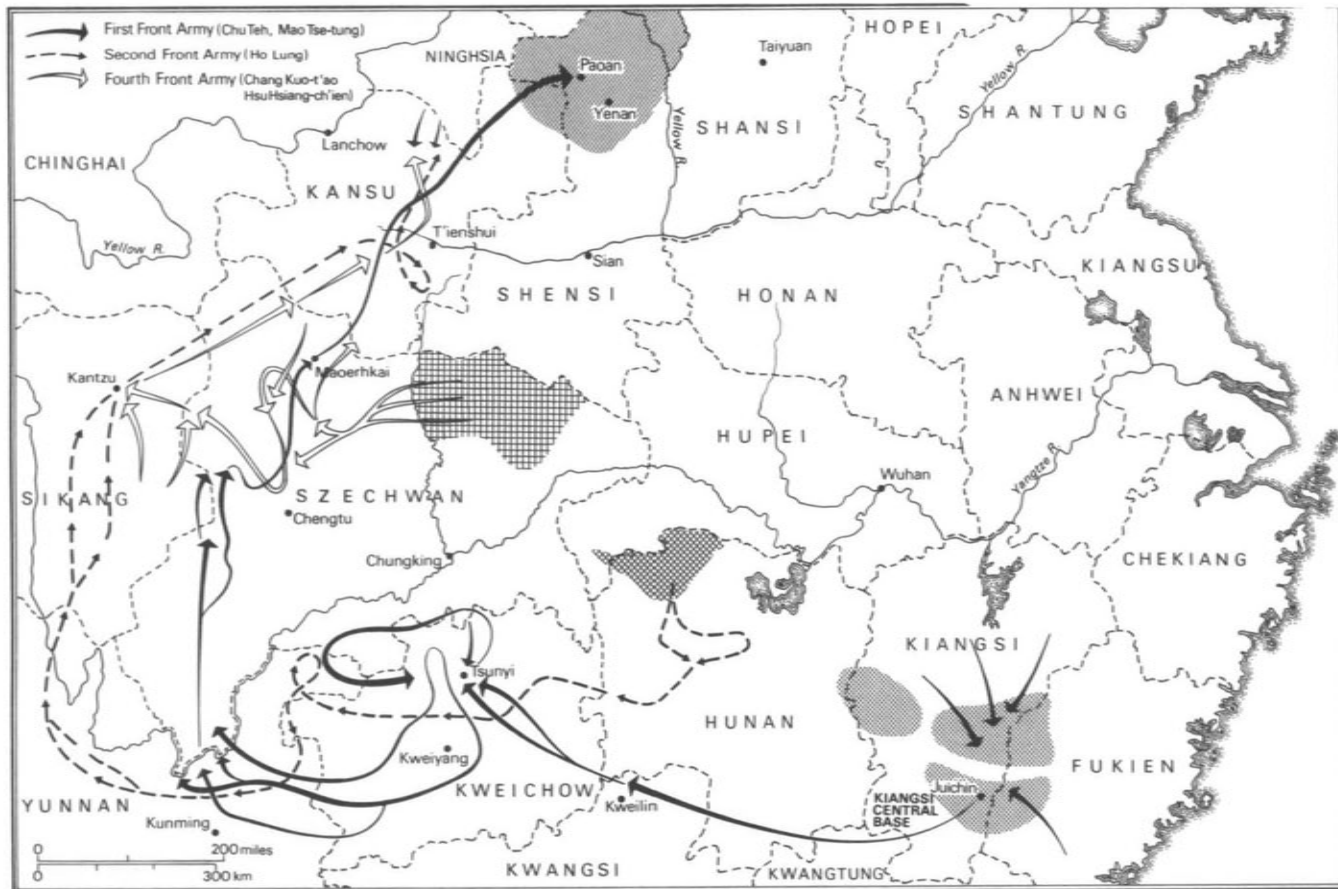 First Front Army (Chu Teh, Mao Tse-tung)
Second Front Army (Ho Lung)
Fourth Front Army (Chang Kuo-t'ao
Hsu Hsiang-ch'ien)
NINGHSIA
HOPEI
Taiyuan
Paoan
Yenan
Yellow R.
SHANSI
Yellow R.
SHANTUNG
CHINGHAI
Lanchow
KANSU
Yellow R.
T'ienshui
Sian
SHENSI
HONAN
KIANGSU
Kantzu
Maoerhkai
ANHWEI
HUPEI
Wuhan
Yangtze R.
SIKANG
SZECHWAN
Chengtu
Chungking
CHEKIANG
KIANGSI
Tsunyi
HUNAN
Kweiyang
KWEICHOW
Kweilin
Juichin
KIANGSI
CENTRAL
BASE
FUKIEN
YUNNAN
Kunming
KWANGSI
KWANGTUNG
0 200 miles
0 300 km